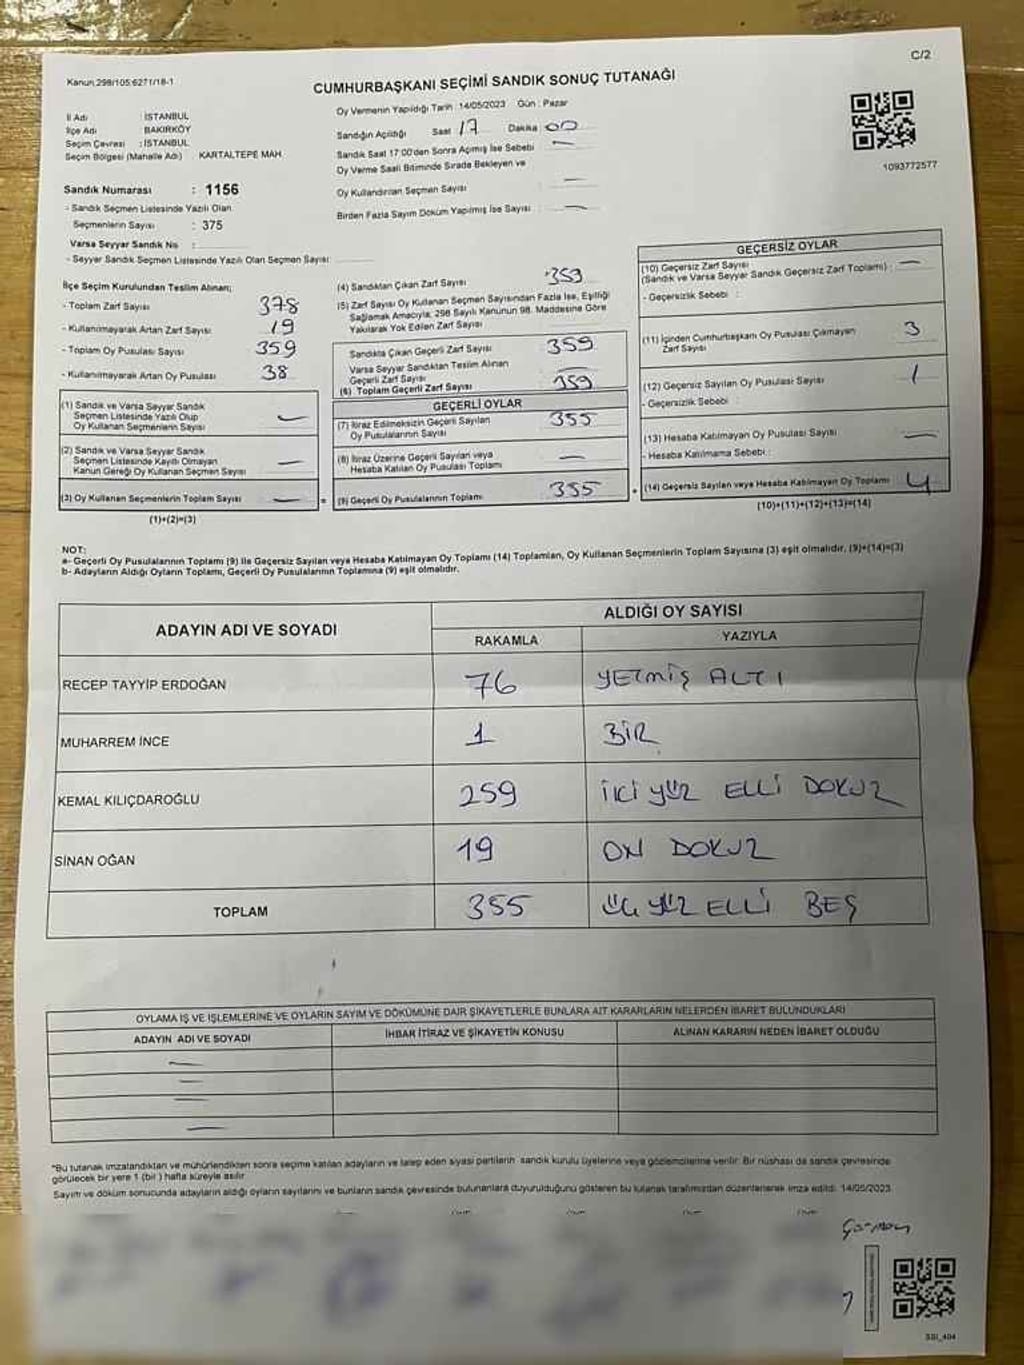 C/2
Kanun:298/105:6271/18-1
CUMHURBAŞKANI SEÇİMİ SANDIK SONUÇ TUTANAĞI
İl Adı : İSTANBUL
İlçe Adı : BAKIRKÖY
Seçim Çevresi : İSTANBUL
Seçim Bölgesi (Mahalle Adı) KARTALTEPE MAH.
Sandık Numarası : 1156
- Sandık Seçmen Listesinde Yazılı Olan
Seçmenlerin Sayısı : 375
Varsa Seyyar Sandık No :
- Seyyar Sandık Seçmen Listesinde Yazılı Olan Seçmen Sayısı:
Oy Vermenin Yapıldığı Tarih : 14/05/2023 Gün : Pazar
Sandığın Açıldığı Saat 17 Dakika 00
Sandık Saat 17:00'den Sonra Açılmış İse Sebebi : —
Oy Verme Saati Bitiminde Sırada Bekleyen ve
Oy Kullandırılan Seçmen Sayısı : —
Birden Fazla Sayım Döküm Yapılmış İse Sayısı : —
1093772577
İlçe Seçim Kurulundan Teslim Alınan;
- Toplam Zarf Sayısı 378
- Kullanılmayarak Artan Zarf Sayısı 19
- Toplam Oy Pusulası Sayısı 359
- Kullanılmayarak Artan Oy Pusulası 38
(1) Sandık ve Varsa Seyyar Sandık
Seçmen Listesinde Yazılı Olup
Oy Kullanan Seçmenlerin Sayısı —
(2) Sandık ve Varsa Seyyar Sandık
Seçmen Listesinde Kayıtlı Olmayan
Kanun Gereği Oy Kullanan Seçmen Sayısı —
(3) Oy Kullanan Seçmenlerin Toplam Sayısı —
(1)+(2)=(3)
=
(4) Sandıktan Çıkan Zarf Sayısı 359
(5) Zarf Sayısı Oy Kullanan Seçmen Sayısından Fazla İse, Eşitliği
Sağlamak Amacıyla; 298 Sayılı Kanunun 98. Maddesine Göre
Yakılarak Yok Edilen Zarf Sayısı
Sandıkta Çıkan Geçerli Zarf Sayısı 359
Varsa Seyyar Sandıktan Teslim Alınan
Geçerli Zarf Sayısı —
(6) Toplam Geçerli Zarf Sayısı 359
GEÇERLİ OYLAR
(7) İtiraz Edilmeksizin Geçerli Sayılan
Oy Pusulalarının Sayısı 355
(8) İtiraz Üzerine Geçerli Sayılan veya
Hesaba Katılan Oy Pusulası Toplamı —
(9) Geçerli Oy Pusulalarının Toplamı 355
+
GEÇERSİZ OYLAR
(10) Geçersiz Zarf Sayısı
(Sandık ve Varsa Seyyar Sandık Geçersiz Zarf Toplamı) : —
- Geçersizlik Sebebi :
(11) İçinden Cumhurbaşkanı Oy Pusulası Çıkmayan
Zarf Sayısı 3
(12) Geçersiz Sayılan Oy Pusulası Sayısı 1
- Geçersizlik Sebebi :
(13) Hesaba Katılmayan Oy Pusulası Sayısı —
- Hesaba Katılmama Sebebi :
(14) Geçersiz Sayılan veya Hesaba Katılmayan Oy Toplamı 4
(10)+(11)+(12)+(13)=(14)
NOT:
a- Geçerli Oy Pusulalarının Toplamı (9) ile Geçersiz Sayılan veya Hesaba Katılmayan Oy Toplamı (14) Toplamları, Oy Kullanan Seçmenlerin Toplam Sayısına (3) eşit olmalıdır. (9)+(14)=(3)
b- Adayların Aldığı Oyların Toplamı, Geçerli Oy Pusulalarının Toplamına (9) eşit olmalıdır.
ADAYIN ADI VE SOYADI
ALDIĞI OY SAYISI
RAKAMLA YAZIYLA
RECEP TAYYİP ERDOĞAN 76 YETMİŞ ALTI
MUHARREM İNCE 1 BİR
KEMAL KILIÇDAROĞLU 259 İKİ YÜZ ELLİ DOKUZ
SİNAN OĞAN 19 ON DOKUZ
TOPLAM 355 ÜÇ YÜZ ELLİ BEŞ
OYLAMA İŞ VE İŞLEMLERİNE VE OYLARIN SAYIM VE DÖKÜMÜNE DAİR ŞİKAYETLERLE BUNLARA AİT KARARLARIN NELERDEN İBARET BULUNDUKLARI
ADAYIN ADI VE SOYADI İHBAR İTİRAZ VE ŞİKAYETİN KONUSU ALINAN KARARIN NEDEN İBARET OLDUĞU
—
—
—
—
*Bu tutanak imzalandıktan ve mühürlendikten sonra seçime katılan adayların ve talep eden siyasi partilerin sandık kurulu üyelerine veya gözlemcilerine verilir. Bir nüshası da sandık çevresinde
görülecek bir yere 1 (bir) hafta süreyle asılır.
Sayım ve döküm sonucunda adayların aldığı oyların sayılarını ve bunların sandık çevresinde bulunanlara duyurulduğunu gösteren bu tutanak tarafımızdan düzenlenerek imza edildi. 14/05/2023
SSI_404